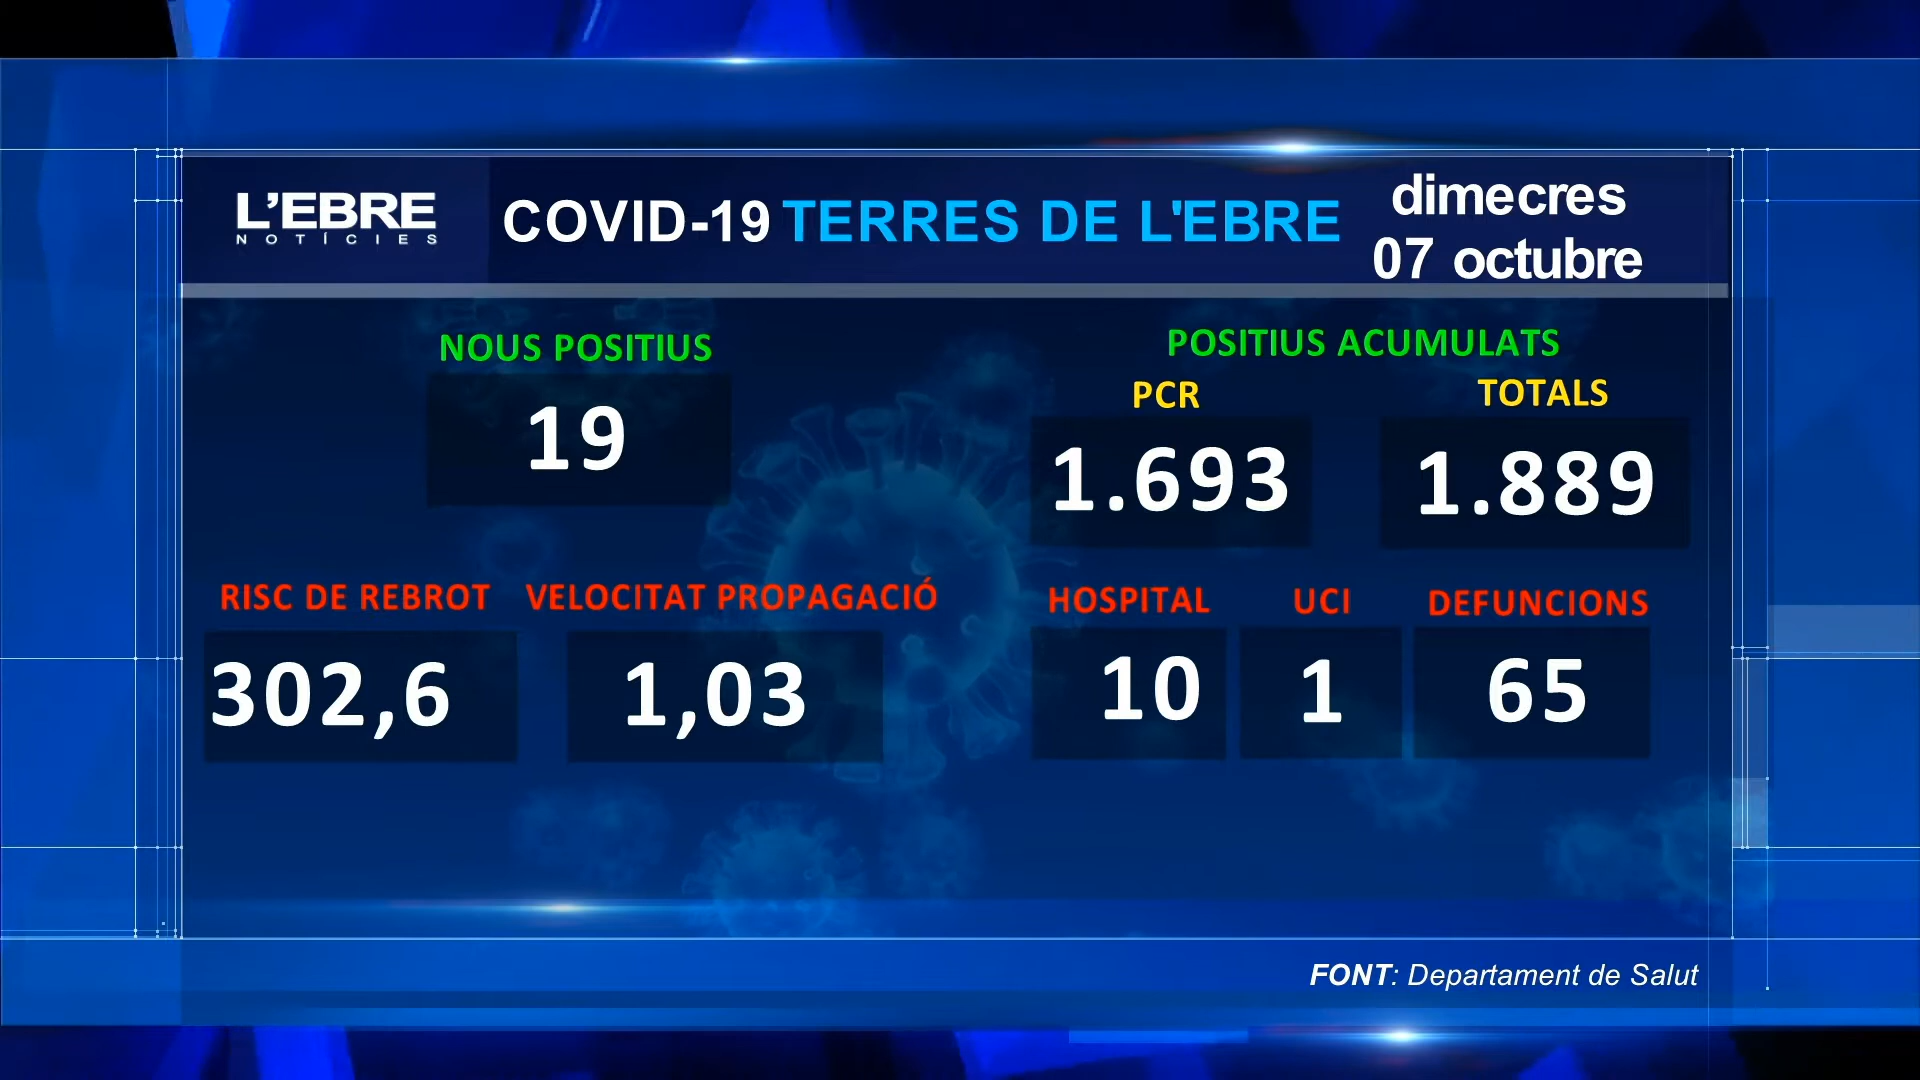 L'EBRE
NOTÍCIES
COVID-19 TERRES DE L'EBRE
dimecres
07 octubre
NOUS POSITIUS
19
POSITIUS ACUMULATS
PCR
TOTALS
1.693
1.889
RISC DE REBROT
VELOCITAT PROPAGACIÓ
302,6
1,03
HOSPITAL
UCI
DEFUNCIONS
10
1
65
FONT: Departament de Salut